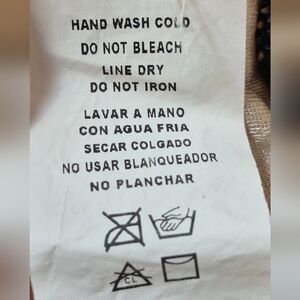 HAND WASH COLD
DO NOT BLEACH
LINE DRY
DO NOT IRON
LAVAR A MANO
CON AGUA FRIA
SECAR COLGADO
NO USAR BLANQUEADOR
NO PLANCHAR
CL